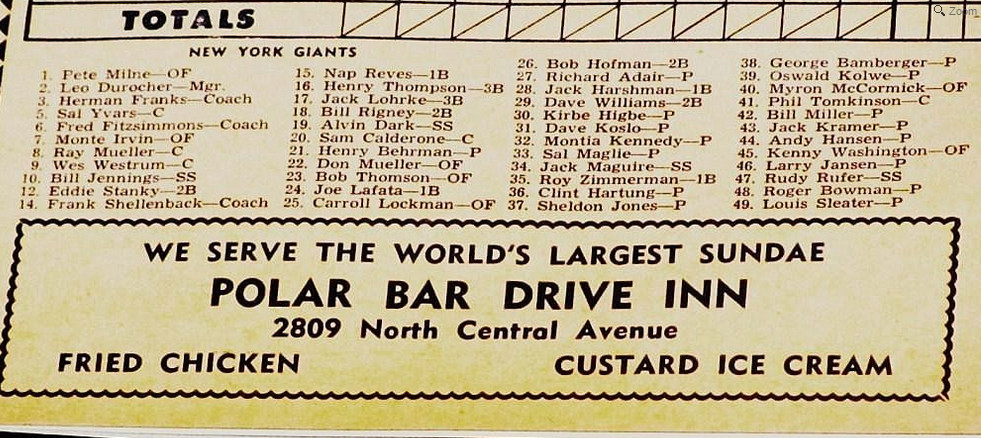 Zoom
TOTALS
NEW YORK GIANTS
1. Pete Milne—OF
2. Leo Durocher—Mgr.
3. Herman Franks—Coach
5. Sal Yvars—C
6. Fred Fitzsimmons—Coach
7. Monte Irvin—OF
8. Ray Mueller—C
9. Wes Westrum—C
10. Bill Jennings—SS
12. Eddie Stanky—2B
14. Frank Shellenback—Coach
15. Nap Reyes—1B
16. Henry Thompson—3B
17. Jack Lohrke—3B
18. Bill Rigney—2B
19. Alvin Dark—SS
20. Sam Calderone—C
21. Henry Behrman—P
22. Don Mueller—OF
23. Bob Thomson—OF
24. Joe Lafata—1B
25. Carroll Lockman—OF
26. Bob Hofman—2B
27. Richard Adair—P
28. Jack Harshman—1B
29. Dave Williams—2B
30. Kirbe Higbe—P
31. Dave Koslo—P
32. Montia Kennedy—P
33. Sal Maglie—P
34. Jack Maguire—SS
35. Roy Zimmerman—1B
36. Clint Hartung—P
37. Sheldon Jones—P
38. George Bamberger—P
39. Oswald Kolwe—P
40. Myron McCormick—OF
41. Phil Tomkinson—C
42. Bill Miller—P
43. Jack Kramer—P
44. Andy Hansen—P
45. Kenny Washington—OF
46. Larry Jansen—P
47. Rudy Rufer—SS
48. Roger Bowman—P
49. Louis Sleater—P
WE SERVE THE WORLD'S LARGEST SUNDAE
POLAR BAR DRIVE INN
2809 North Central Avenue
FRIED CHICKEN
CUSTARD ICE CREAM